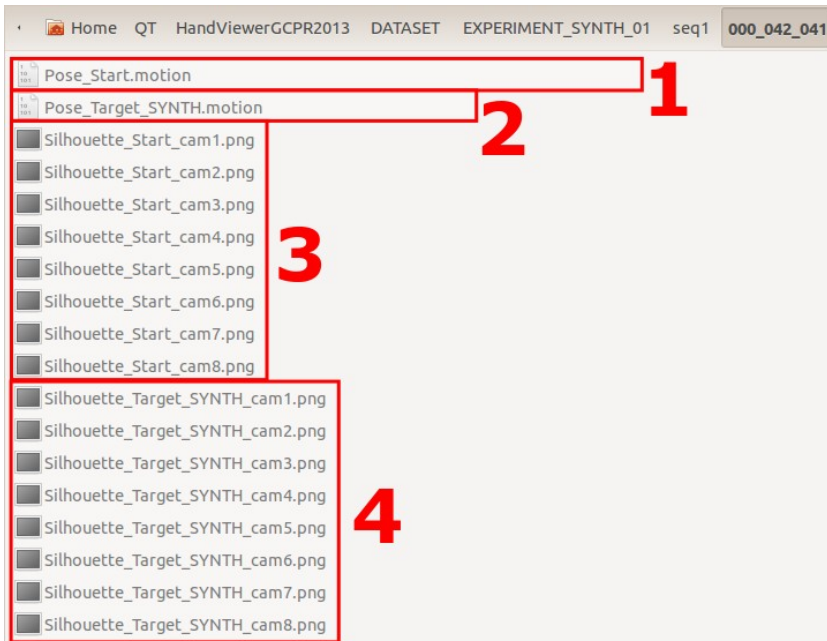 Home QT HandViewerGCPR2013 DATASET EXPERIMENT_SYNTH_01 seq1 000_042_041
Pose_Start.motion
1
Pose_Target_SYNTH.motion
2
Silhouette_Start_cam1.png
Silhouette_Start_cam2.png
Silhouette_Start_cam3.png
Silhouette_Start_cam4.png
3
Silhouette_Start_cam5.png
Silhouette_Start_cam6.png
Silhouette_Start_cam7.png
Silhouette_Start_cam8.png
Silhouette_Target_SYNTH_cam1.png
Silhouette_Target_SYNTH_cam2.png
Silhouette_Target_SYNTH_cam3.png
Silhouette_Target_SYNTH_cam4.png
Silhouette_Target_SYNTH_cam5.png
4
Silhouette_Target_SYNTH_cam6.png
Silhouette_Target_SYNTH_cam7.png
Silhouette_Target_SYNTH_cam8.png